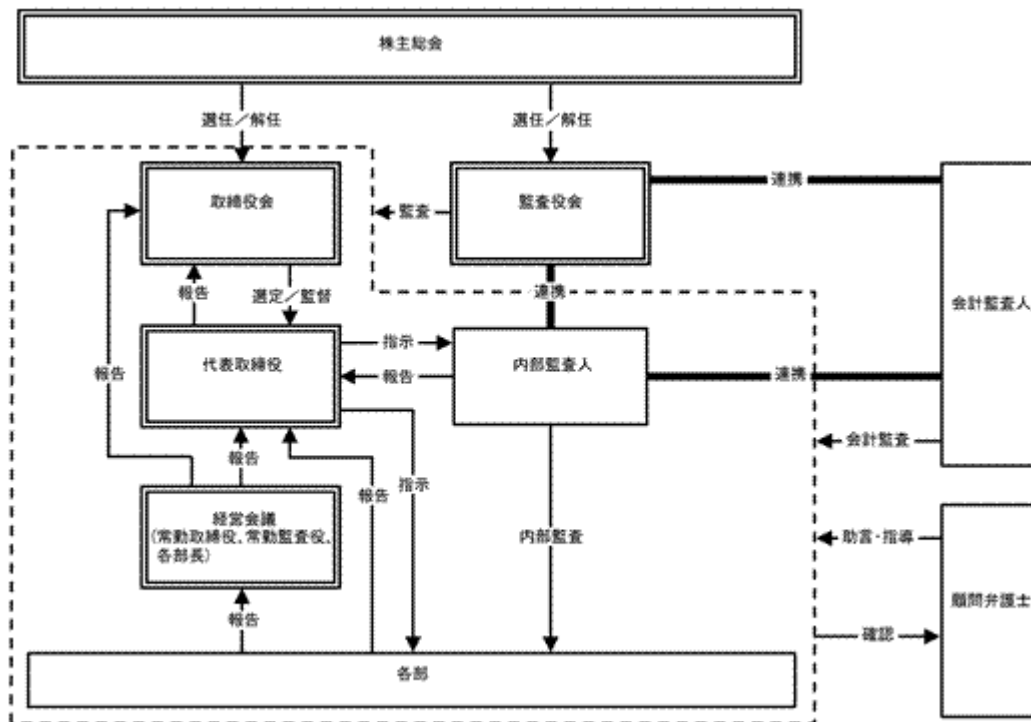 株主総会
選任／解任
選任／解任
取締役会
監査役会
連携
監査
報告
選定／監督
連携
会計監査人
代表取締役
指示
内部監査人
報告
報告
連携
会計監査
報告
報告
指示
経営会議
(常勤取締役、常勤監査役、
各部長)
内部監査
助言・指導
顧問弁護士
報告
確認
各部